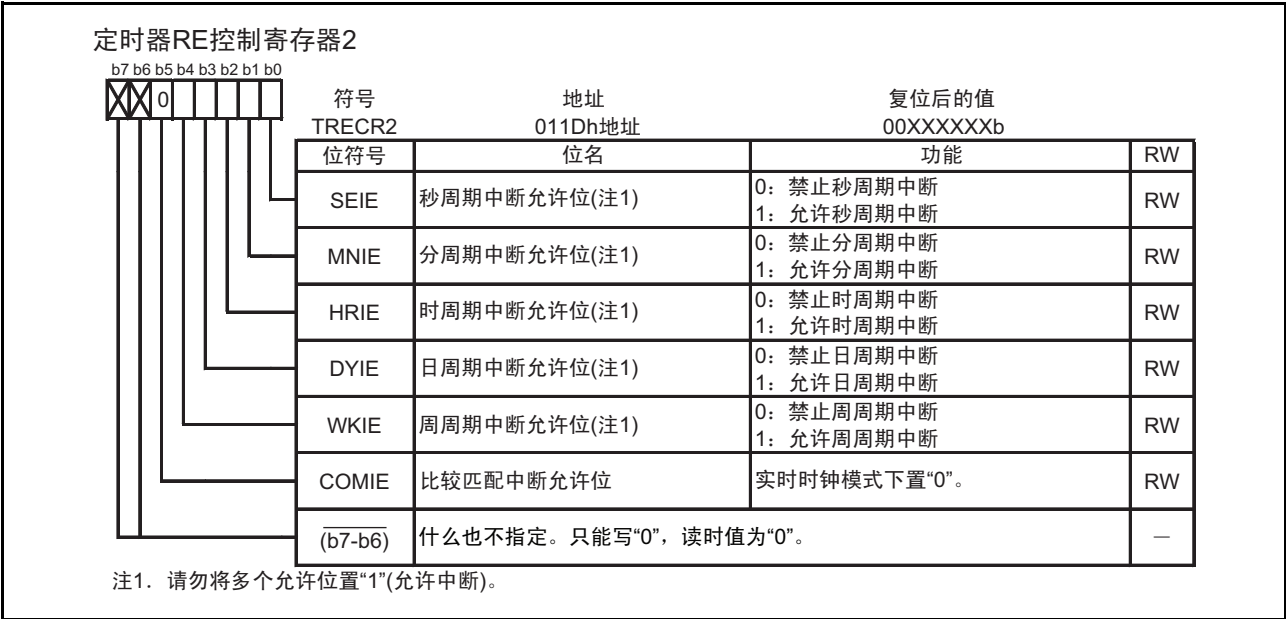 定时器RE控制寄存器2
b7 b6 b5 b4 b3 b2 b1 b0
0
符号 地址 复位后的值
TRECR2 011Dh地址 00XXXXXXb
位符号 位名 功能 RW
SEIE 秒周期中断允许位(注1) 0：禁止秒周期中断
1：允许秒周期中断 RW
MNIE 分周期中断允许位(注1) 0：禁止分周期中断
1：允许分周期中断 RW
HRIE 时周期中断允许位(注1) 0：禁止时周期中断
1：允许时周期中断 RW
DYIE 日周期中断允许位(注1) 0：禁止日周期中断
1：允许日周期中断 RW
WKIE 周周期中断允许位(注1) 0：禁止周周期中断
1：允许周周期中断 RW
COMIE 比较匹配中断允许位 实时时钟模式下置“0”。 RW
(b7-b6) 什么也不指定。只能写“0”，读时值为“0”。 —
注1．请勿将多个允许位置“1”(允许中断)。